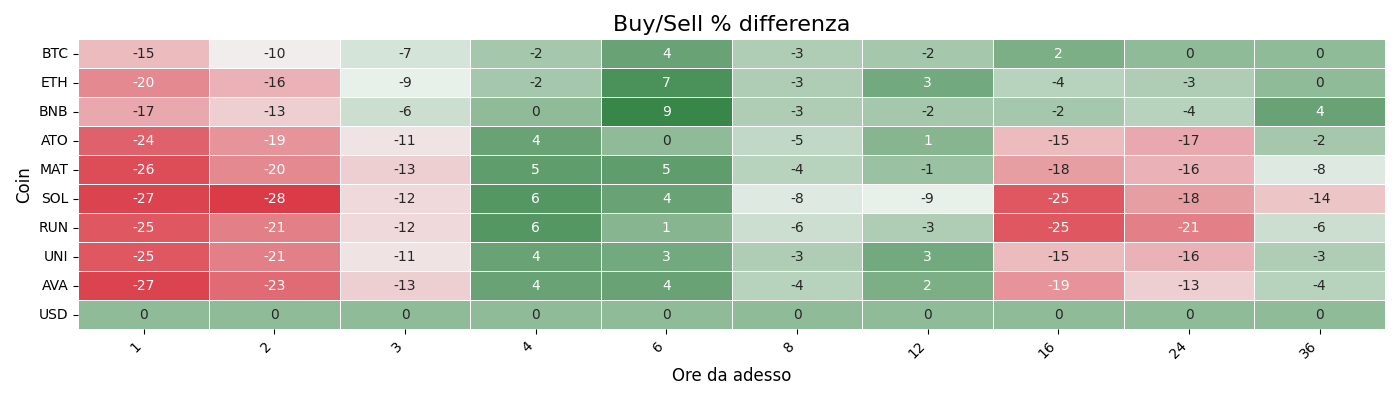 Buy/Sell % differenza
Coin
BTC -15 -10 -7 -2 4 -3 -2 2 0 0
ETH -20 -16 -9 -2 7 -3 3 -4 -3 0
BNB -17 -13 -6 0 9 -3 -2 -2 -4 4
ATO -24 -19 -11 4 0 -5 1 -15 -17 -2
MAT -26 -20 -13 5 5 -4 -1 -18 -16 -8
SOL -27 -28 -12 6 4 -8 -9 -25 -18 -14
RUN -25 -21 -12 6 1 -6 -3 -25 -21 -6
UNI -25 -21 -11 4 3 -3 3 -15 -16 -3
AVA -27 -23 -13 4 4 -4 2 -19 -13 -4
USD 0 0 0 0 0 0 0 0 0 0
1 2 3 4 6 8 12 16 24 36
Ore da adesso